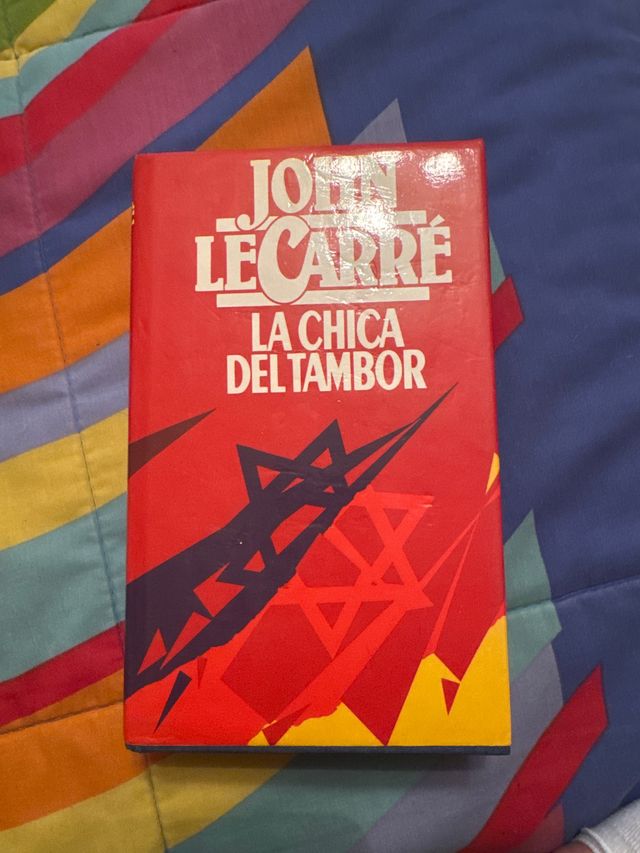 JOHN
LE CARRÉ
LA CHICA
DEL TAMBOR